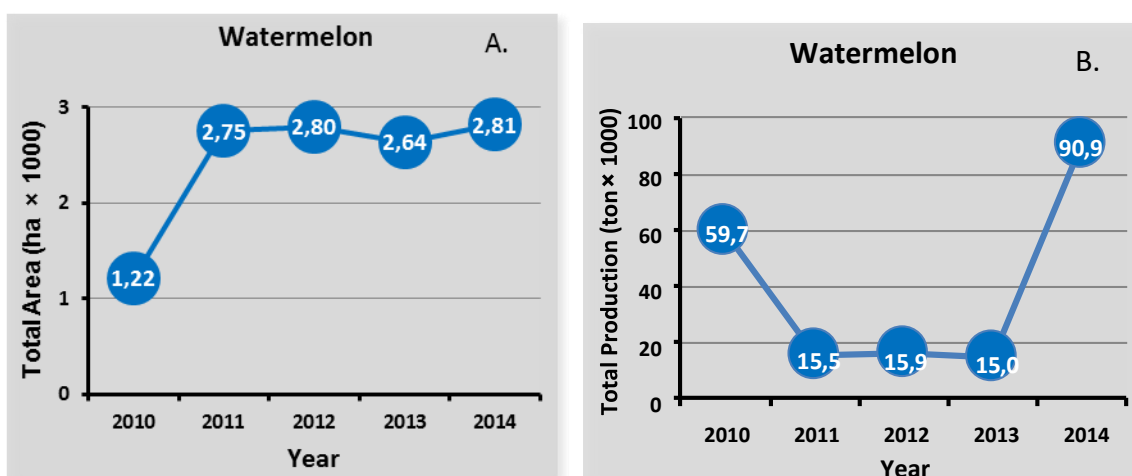 Watermelon
A.
Total Area (ha × 1000)
3
2
1
0
1,22
2,75
2,80
2,64
2,81
2010 2011 2012 2013 2014
Year
Watermelon
B.
Total Production (ton × 1000)
100
80
60
40
20
0
59,7
15,5
15,9
15,0
90,9
2010 2011 2012 2013 2014
Year